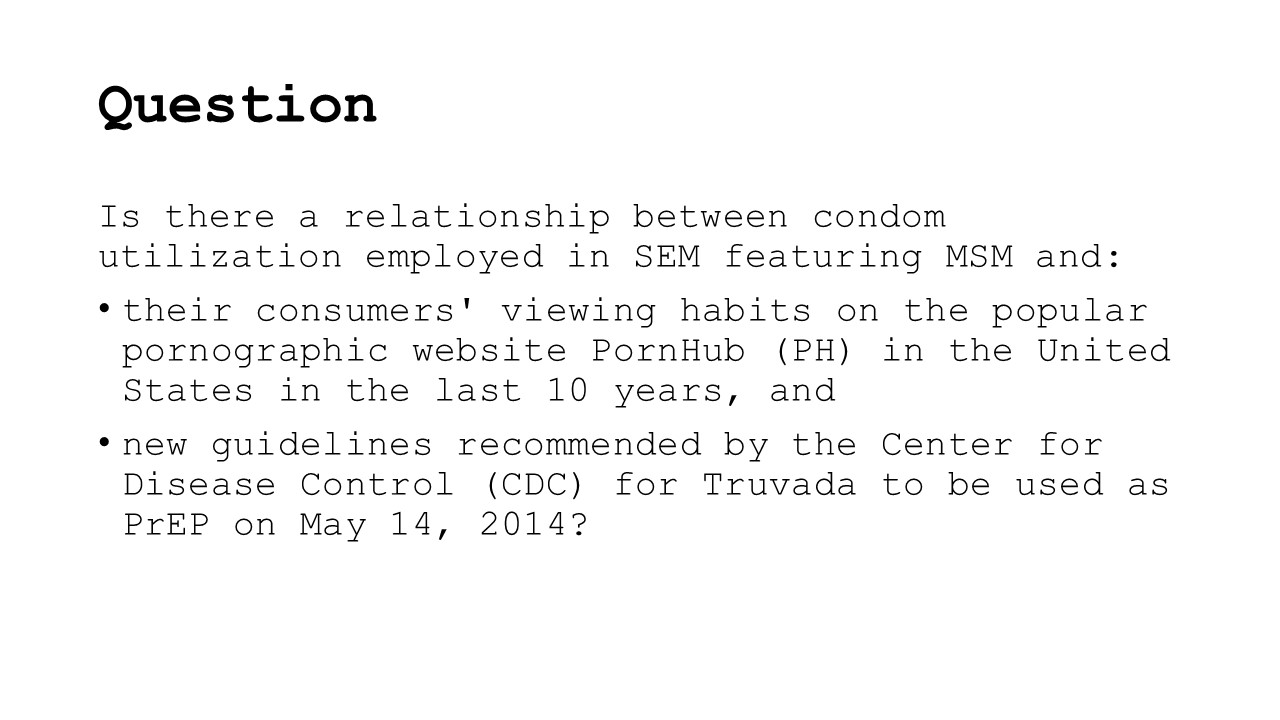 Question
Is there a relationship between condom
utilization employed in SEM featuring MSM and:
• their consumers' viewing habits on the popular
pornographic website PornHub (PH) in the United
States in the last 10 years, and
• new guidelines recommended by the Center for
Disease Control (CDC) for Truvada to be used as
PrEP on May 14, 2014?